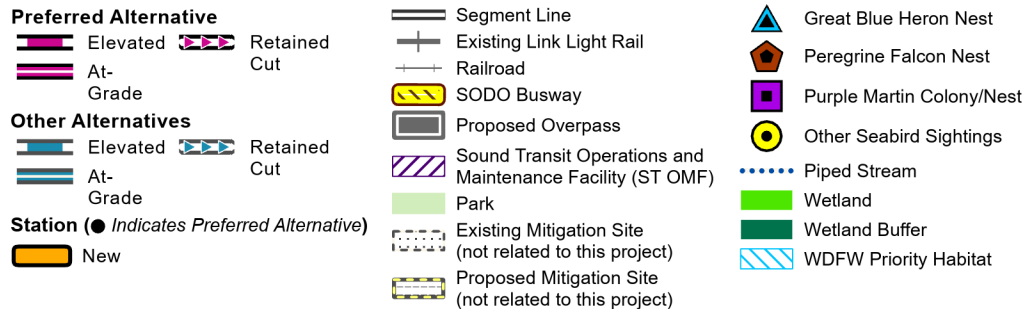 Preferred Alternative
Elevated
Retained
Cut
At-
Grade
Other Alternatives
Elevated
Retained
Cut
At-
Grade
Station (● Indicates Preferred Alternative)
New
Segment Line
Existing Link Light Rail
Railroad
SODO Busway
Proposed Overpass
Sound Transit Operations and
Maintenance Facility (ST OMF)
Park
Existing Mitigation Site
(not related to this project)
Proposed Mitigation Site
(not related to this project)
Great Blue Heron Nest
Peregrine Falcon Nest
Purple Martin Colony/Nest
Other Seabird Sightings
Piped Stream
Wetland
Wetland Buffer
WDFW Priority Habitat